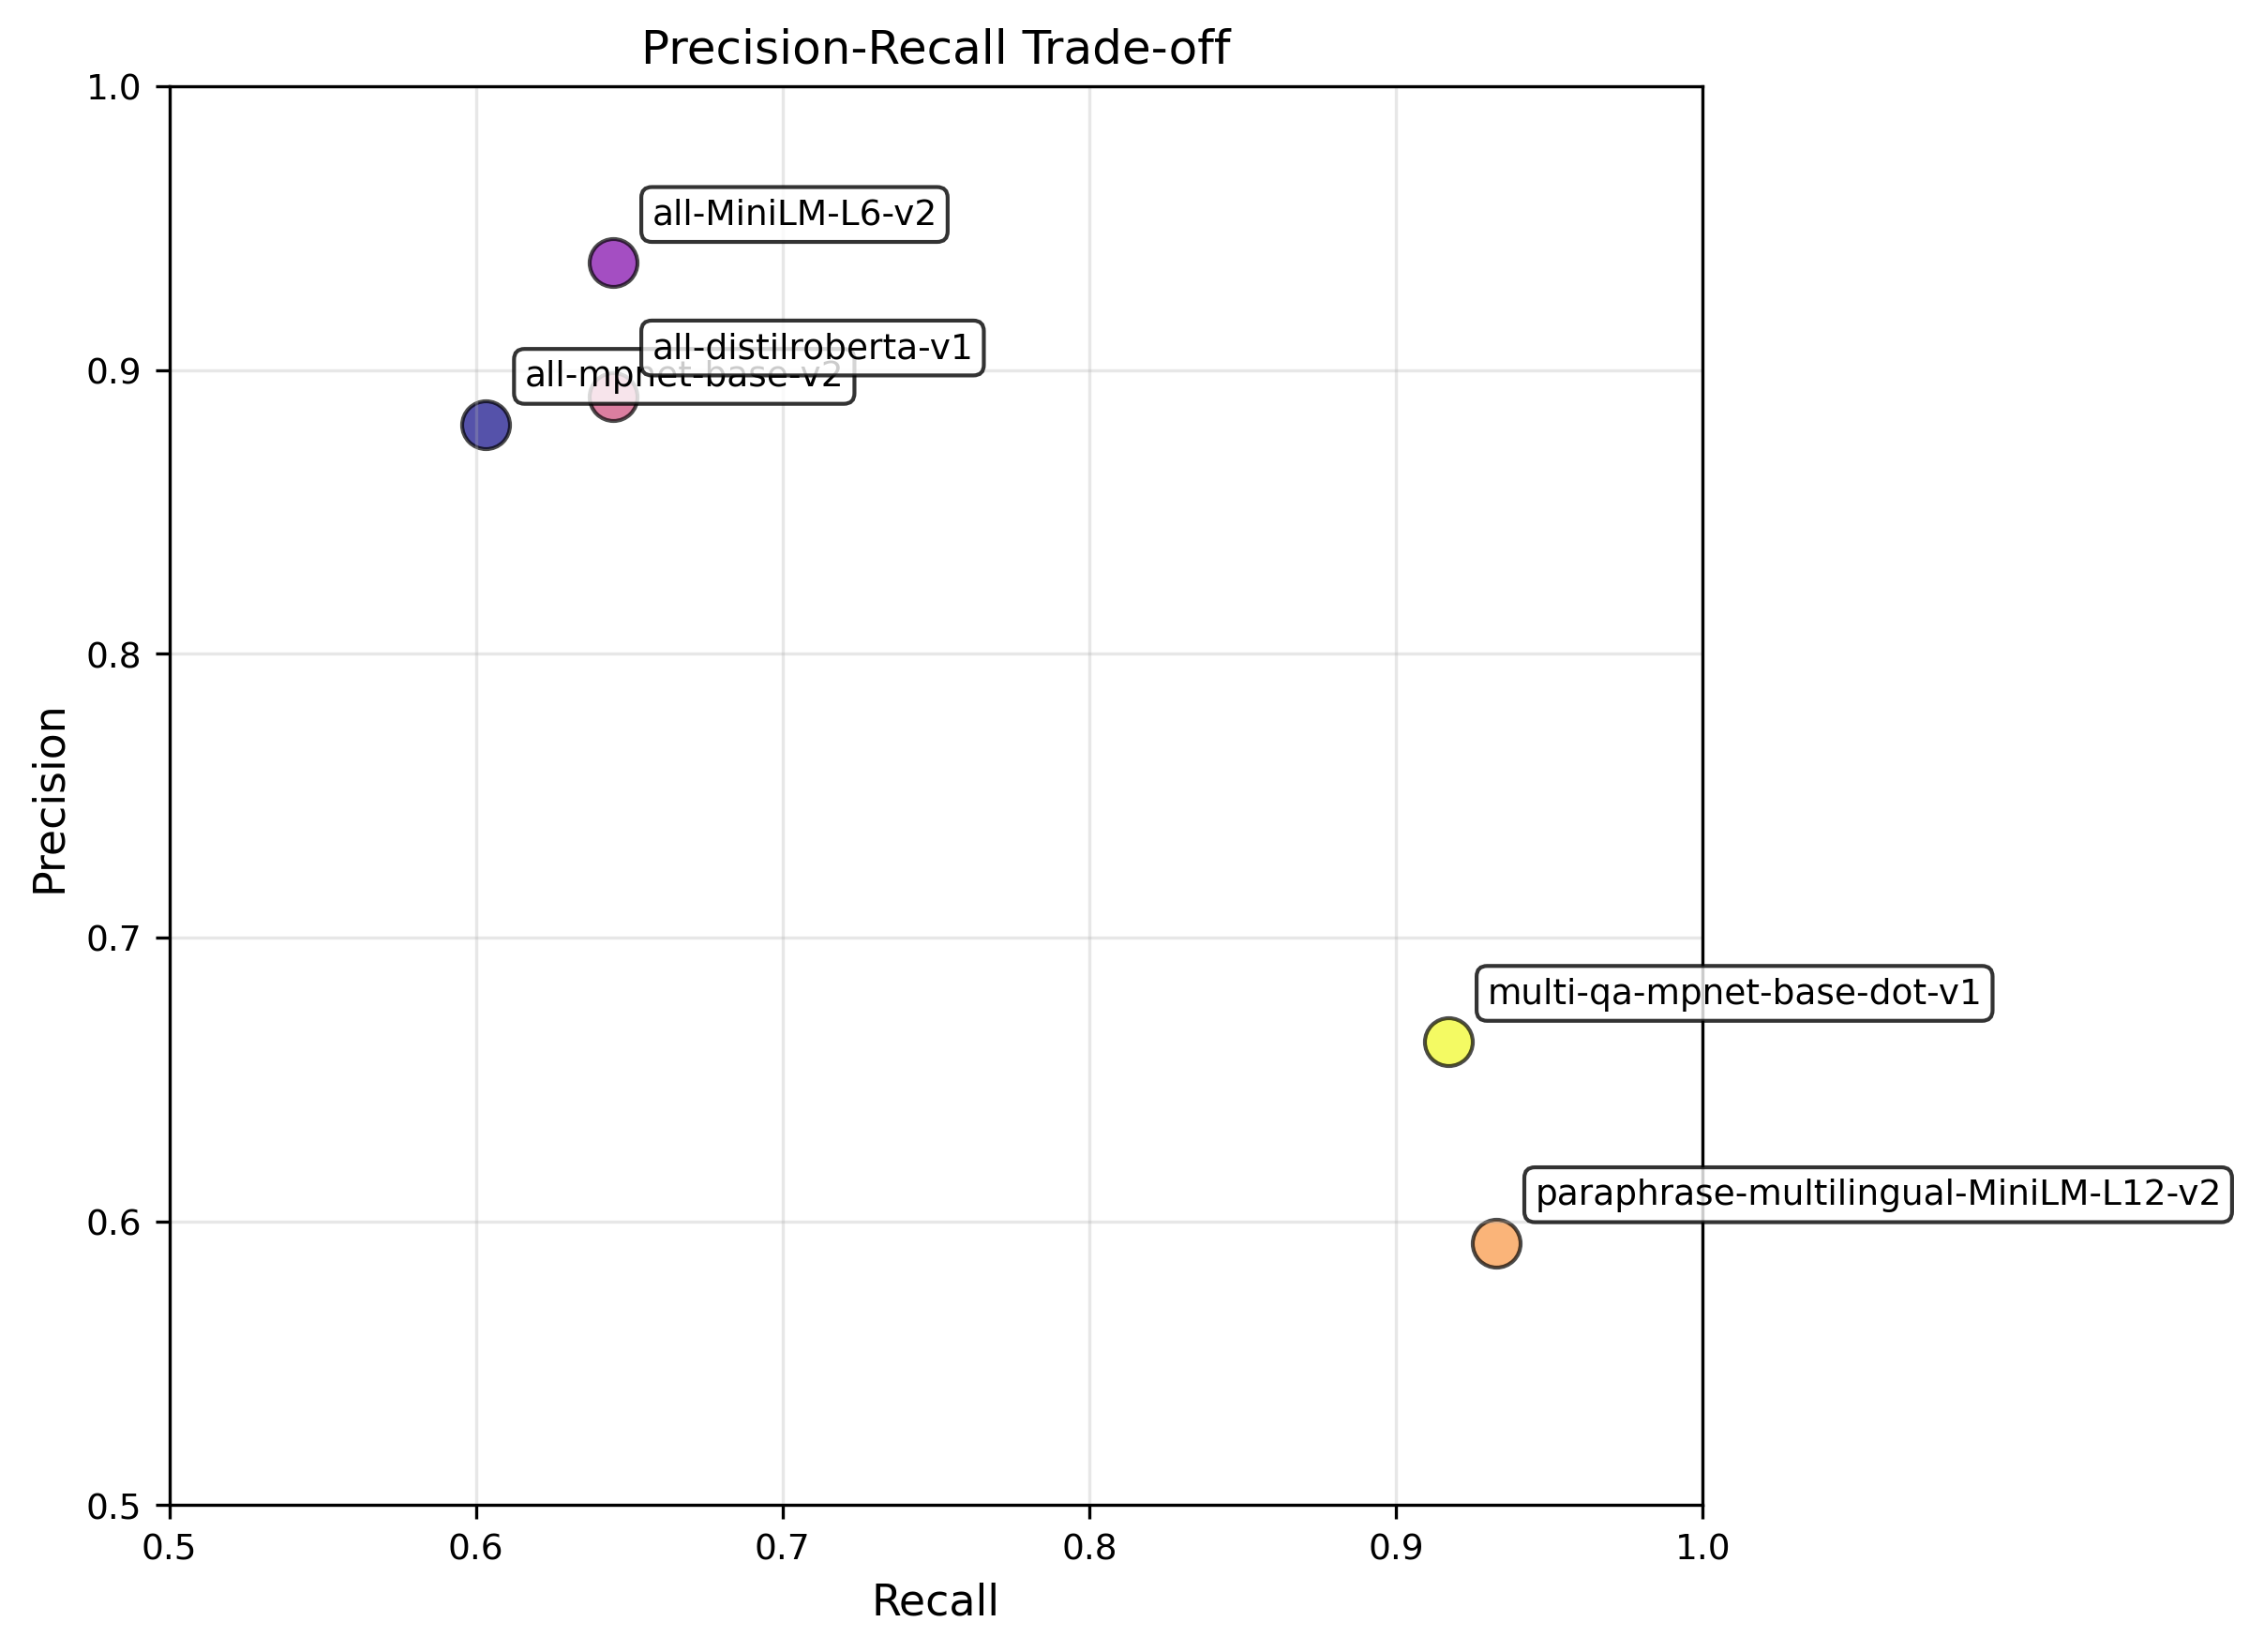 Precision-Recall Trade-off
1.0
all-MiniLM-L6-v2
all-distilroberta-v1
0.9
all-mpnet-base-v2
0.8
Precision
0.7
multi-qa-mpnet-base-dot-v1
paraphrase-multilingual-MiniLM-L12-v2
0.6
0.5
0.5 0.6 0.7 0.8 0.9 1.0
Recall